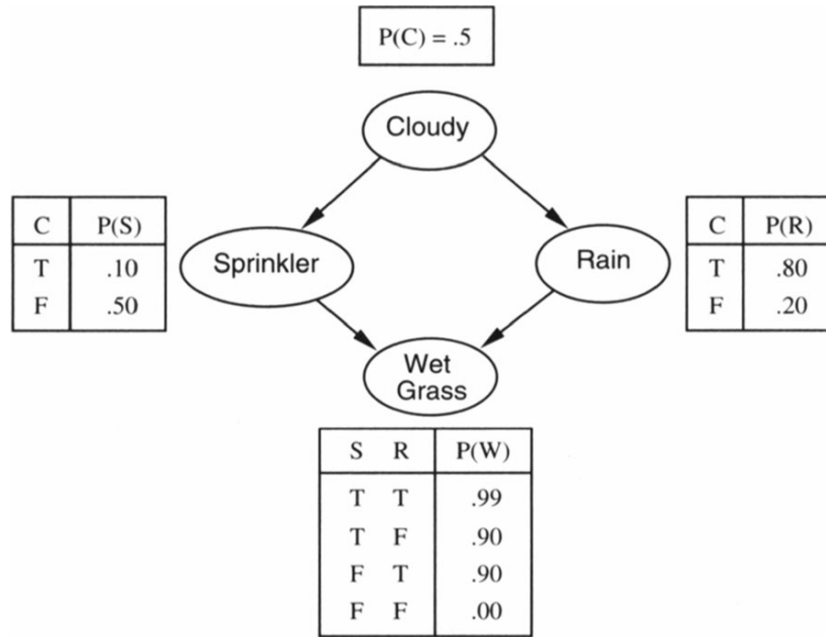 P(C) = .5
Cloudy
C P(S)
T .10
F .50
Sprinkler
Rain
C P(R)
T .80
F .20
Wet
Grass
S R P(W)
T T .99
T F .90
F T .90
F F .00